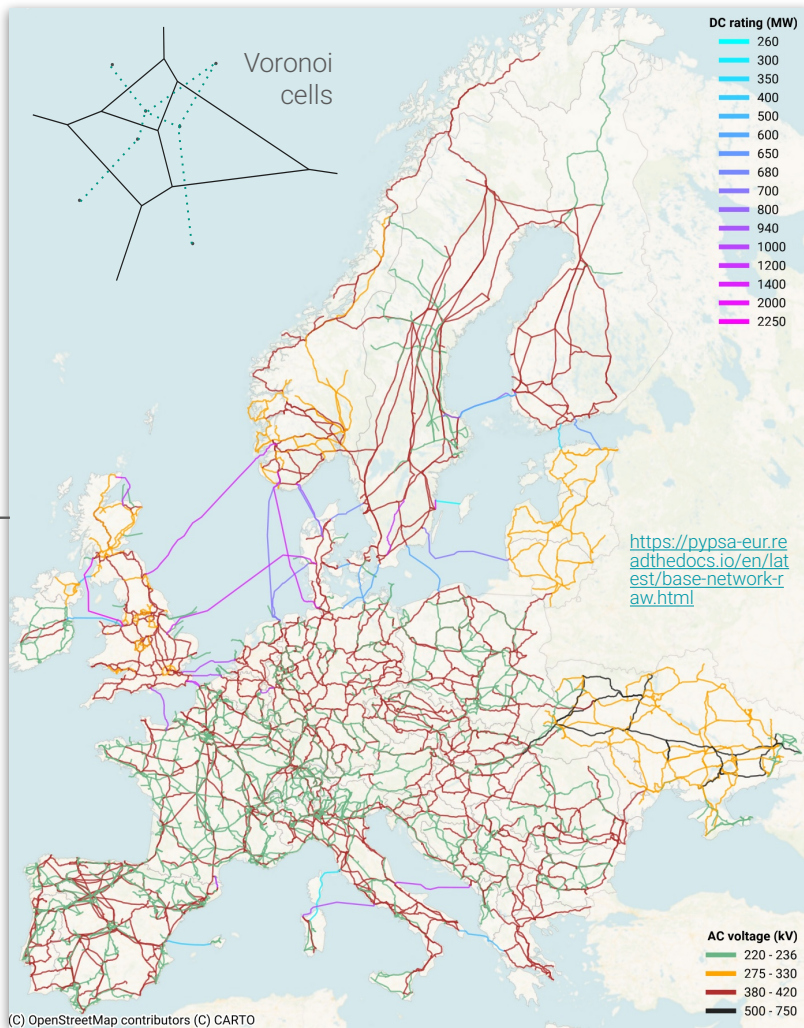 Voronoi
cells
DC rating (MW)
260
300
350
400
500
600
650
680
700
800
940
1000
1200
1400
2000
2250
https://pypsa-eur.re
adthedocs.io/en/lat
est/base-network-r
aw.html
AC voltage (kV)
220 - 236
275 - 330
380 - 420
500 - 750
(C) OpenStreetMap contributors (C) CARTO